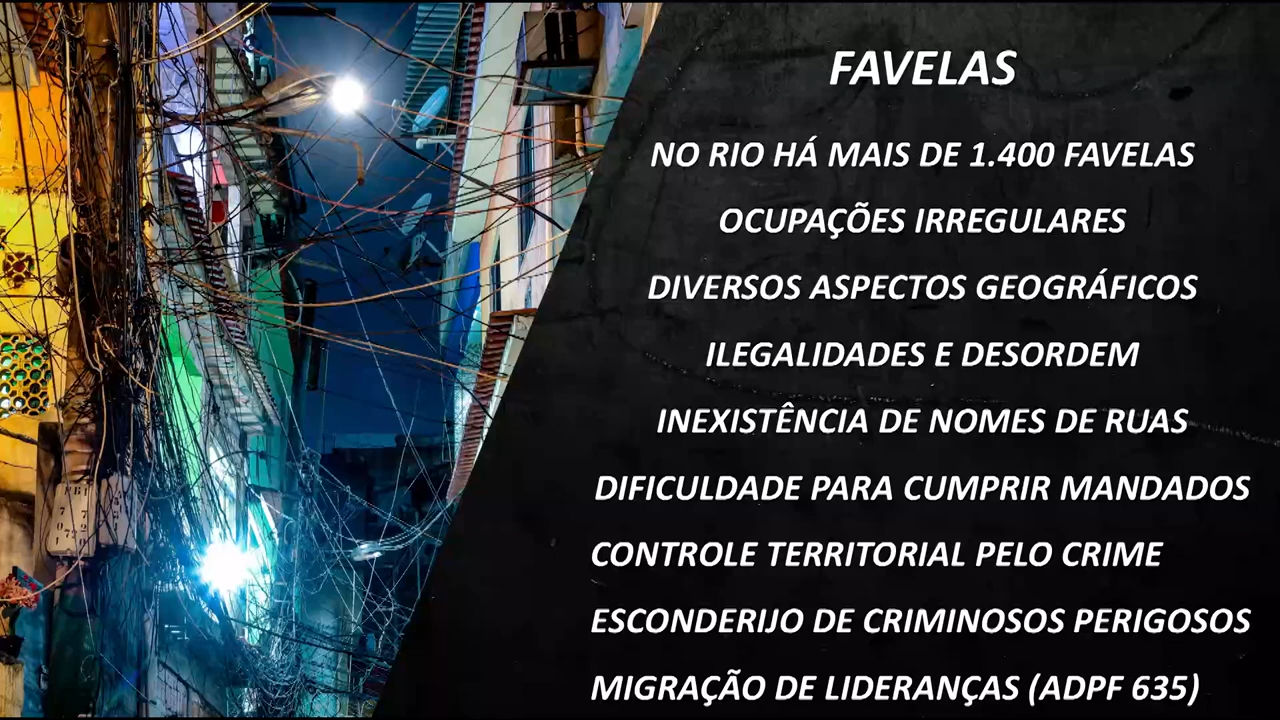 FAVELAS
NO RIO HÁ MAIS DE 1.400 FAVELAS
OCUPAÇÕES IRREGULARES
DIVERSOS ASPECTOS GEOGRÁFICOS
ILEGALIDADES E DESORDEM
INEXISTÊNCIA DE NOMES DE RUAS
DIFICULDADE PARA CUMPRIR MANDADOS
CONTROLE TERRITORIAL PELO CRIME
ESCONDERIJO DE CRIMINOSOS PERIGOSOS
MIGRAÇÃO DE LIDERANÇAS (ADPF 635)